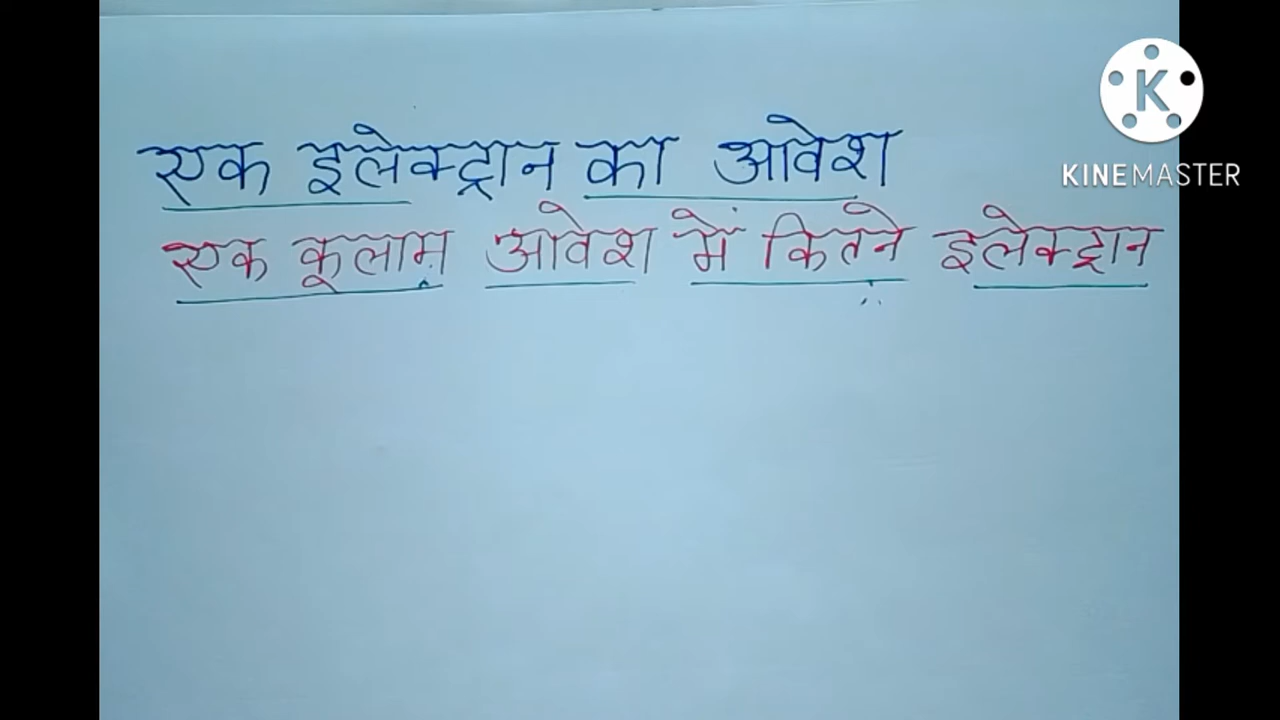 एक इलेक्ट्रान का आवेश
एक कूलाम आवेश में कितने इलेक्ट्रान
K
KINEMASTER